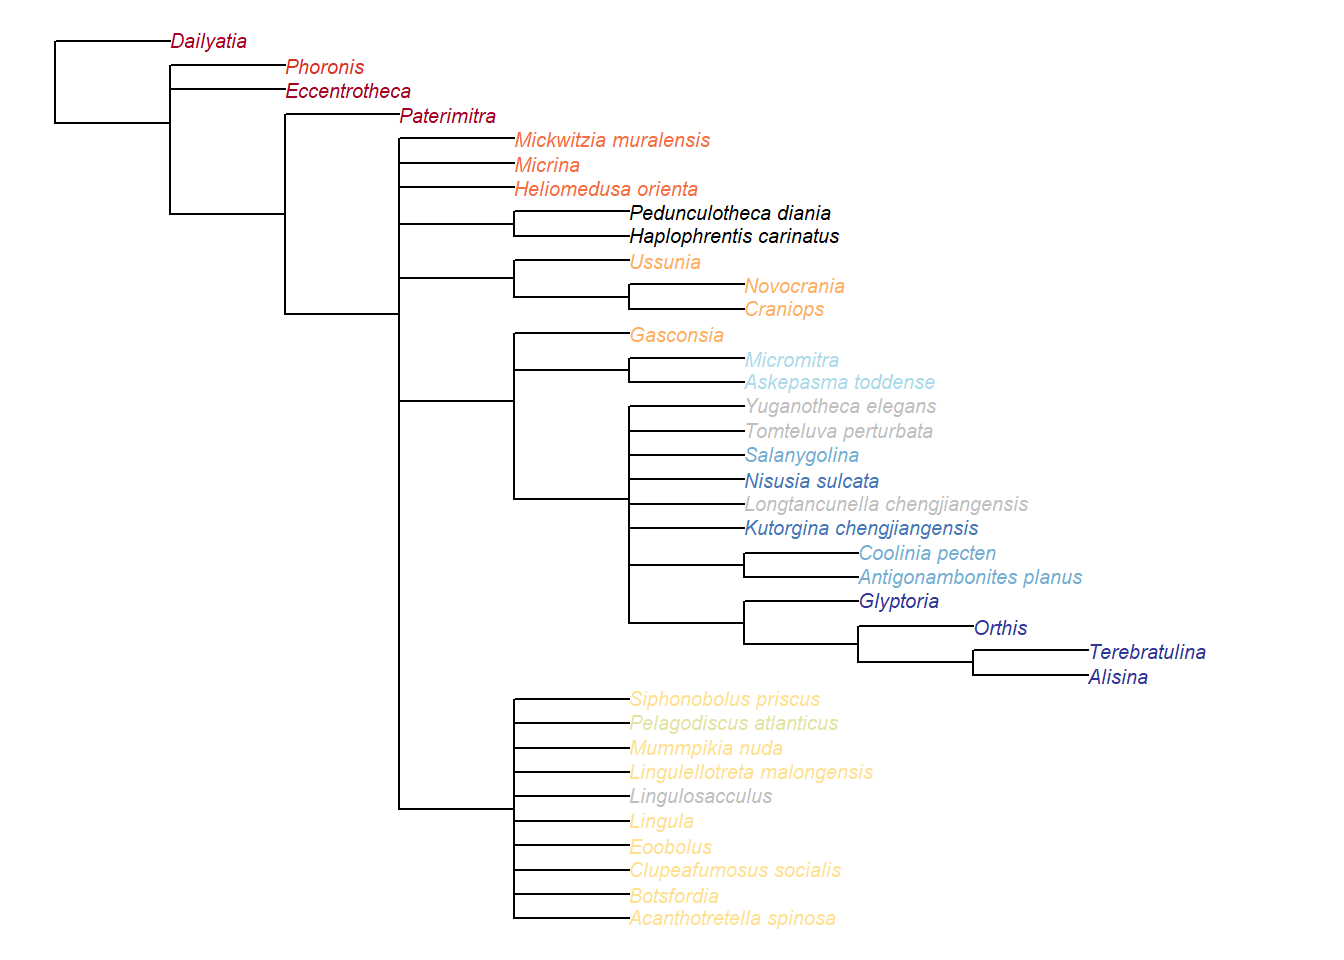 Dailyatia
Phoronis
Eccentrotheca
Paterimitra
Mickwitzia muralensis
Micrina
Heliomedusa orienta
Pedunculotheca diania
Haplophrentis carinatus
Ussunia
Novocrania
Craniops
Gasconsia
Micromitra
Askepasma toddense
Yuganotheca elegans
Tomteluva perturbata
Salanygolina
Nisusia sulcata
Longtancunella chengjiangensis
Kutorgina chengjiangensis
Coolinia pecten
Antigonambonites planus
Glyptoria
Orthis
Terebratulina
Alisina
Siphonobolus priscus
Pelagodiscus atlanticus
Mummpikia nuda
Lingulellotreta malongensis
Lingulosacculus
Lingula
Eoobolus
Clupeafumosus socialis
Botsfordia
Acanthotretella spinosa